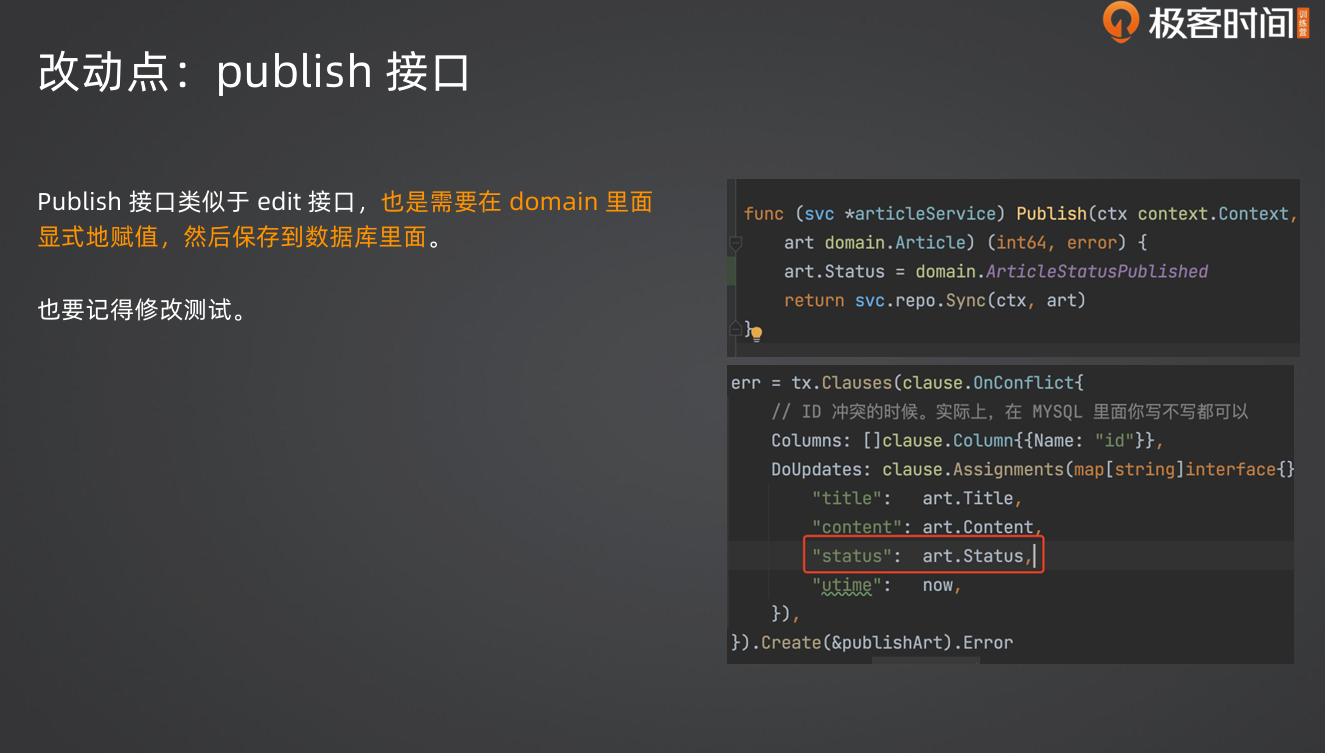 极客时间 训练营
改动点：publish 接口
Publish 接口类似于 edit 接口，也是需要在 domain 里面
显式地赋值，然后保存到数据库里面。
也要记得修改测试。
func (svc *articleService) Publish(ctx context.Context,
art domain.Article) (int64, error) {
art.Status = domain.ArticleStatusPublished
return svc.repo.Sync(ctx, art)
}
err = tx.Clauses(clause.OnConflict{
// ID 冲突的时候。实际上，在 MYSQL 里面你写不写都可以
Columns: []clause.Column{{Name: "id"}},
DoUpdates: clause.Assignments(map[string]interface{}
"title": art.Title,
"content": art.Content,
"status": art.Status,
"utime": now,
}),
}).Create(&publishArt).Error